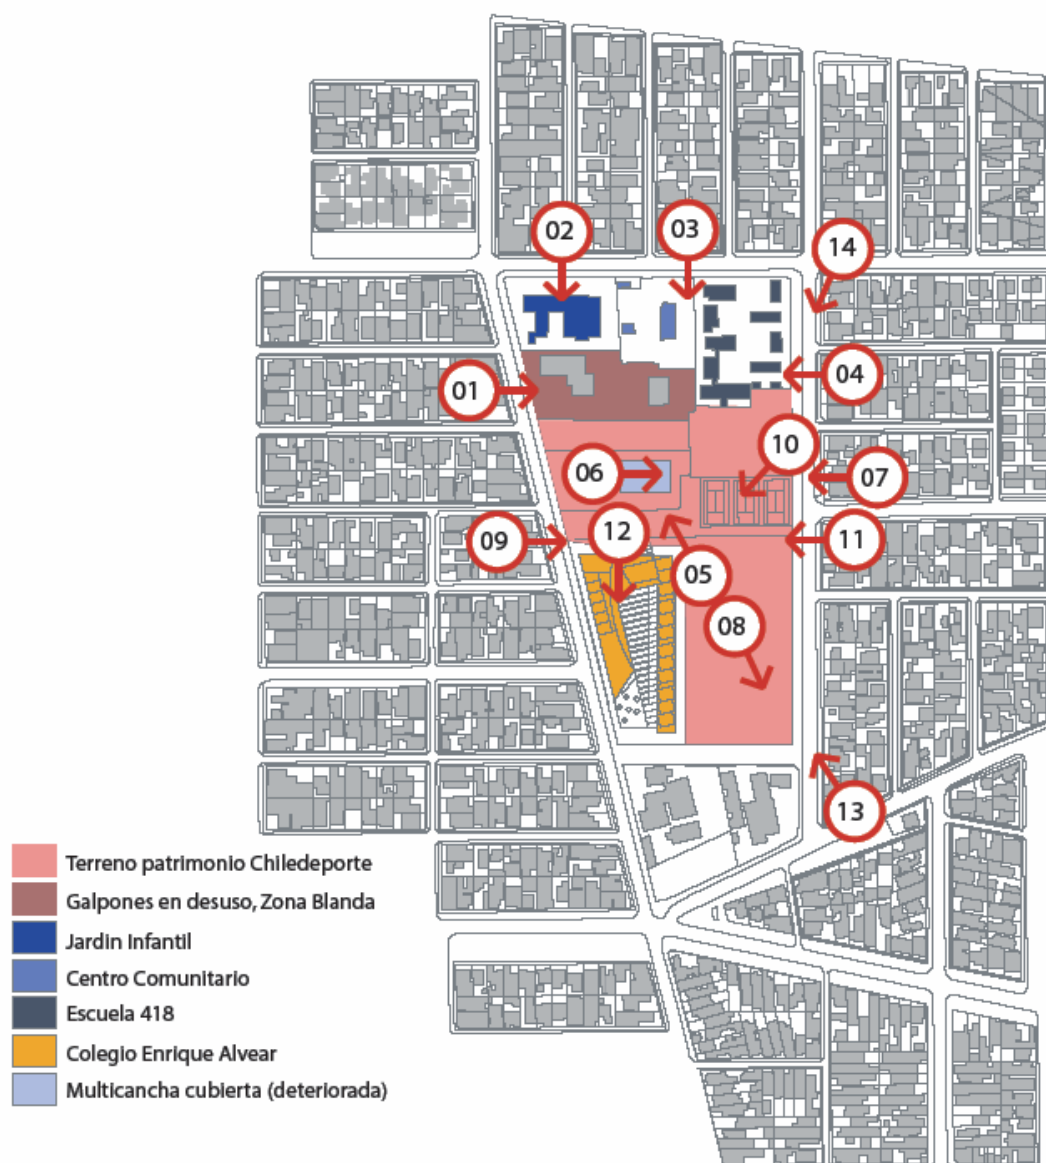 02
03
14
01
04
10
06
07
12
09
11
05
08
13
Terreno patrimonio Chiledeporte
Galpones en desuso, Zona Blanda
Jardin Infantil
Centro Comunitario
Escuela 418
Colegio Enrique Alvear
Multicancha cubierta (deteriorada)